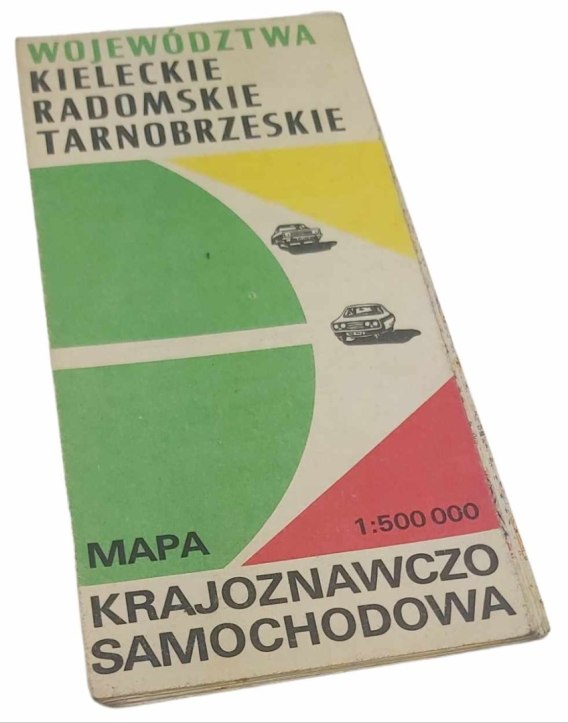 WOJEWÓDZTWA
KIELECKIE
RADOMSKIE
TARNOBRZESKIE
1:500 000
MAPA
KRAJOZNAWCZO
SAMOCHODOWA